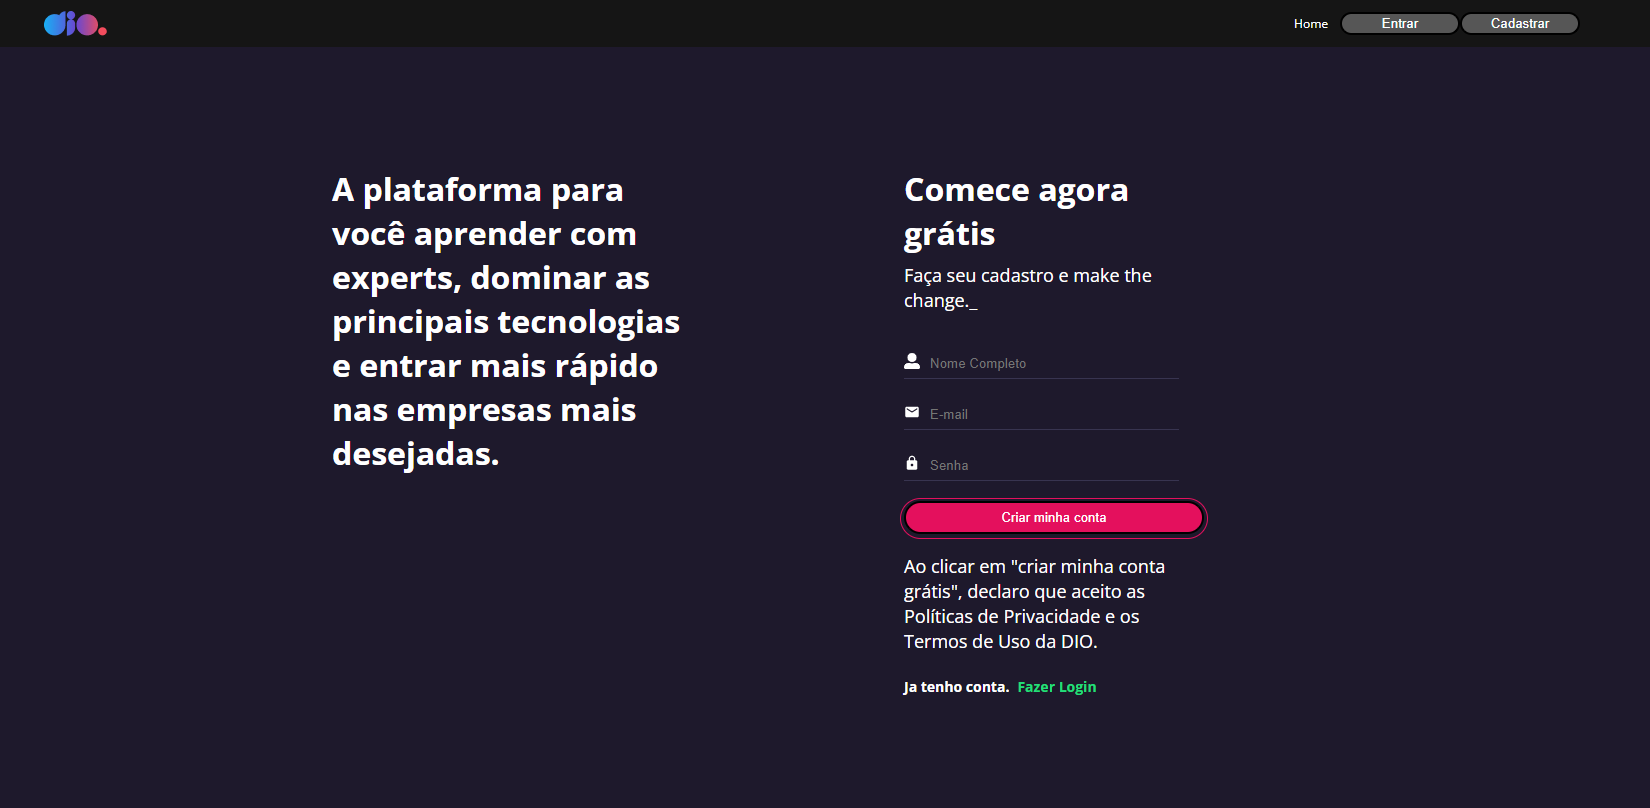 dio.
Home
Entrar
Cadastrar
A plataforma para
você aprender com
experts, dominar as
principais tecnologias
e entrar mais rápido
nas empresas mais
desejadas.
Comece agora
grátis
Faça seu cadastro e make the
change._
Nome Completo
E-mail
Senha
Criar minha conta
Ao clicar em "criar minha conta
grátis", declaro que aceito as
Políticas de Privacidade e os
Termos de Uso da DIO.
Ja tenho conta. Fazer Login